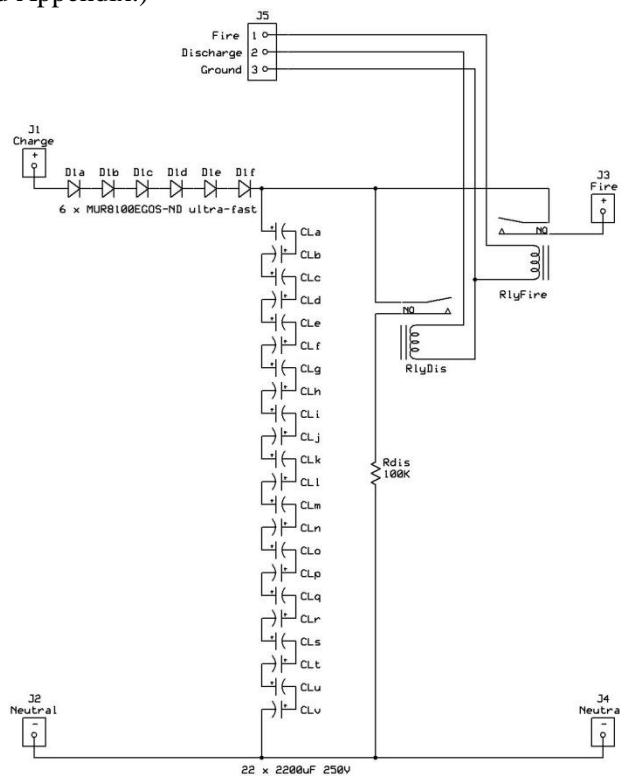 d Appendix.)
J5
Fire 1
Discharge 2
Ground 3
J1
Charge
+
D1a D1b D1c D1d D1e D1f
6 x MUR8100EGOS-ND ultra-fast
J3
Fire
+
NO
RlyFire
NO
RlyDis
+ CLa
+ CLb
+ CLc
+ CLd
+ CLe
+ CLf
+ CLg
+ CLh
+ CLi
+ CLj
+ CLk
+ CLl
+ CLm
+ CLn
+ CLo
+ CLp
+ CLq
+ CLr
+ CLs
+ CLt
+ CLu
+ CLv
Rdis
100K
J2
Neutral
-
J4
Neutra
-
22 x 2200uF 250V